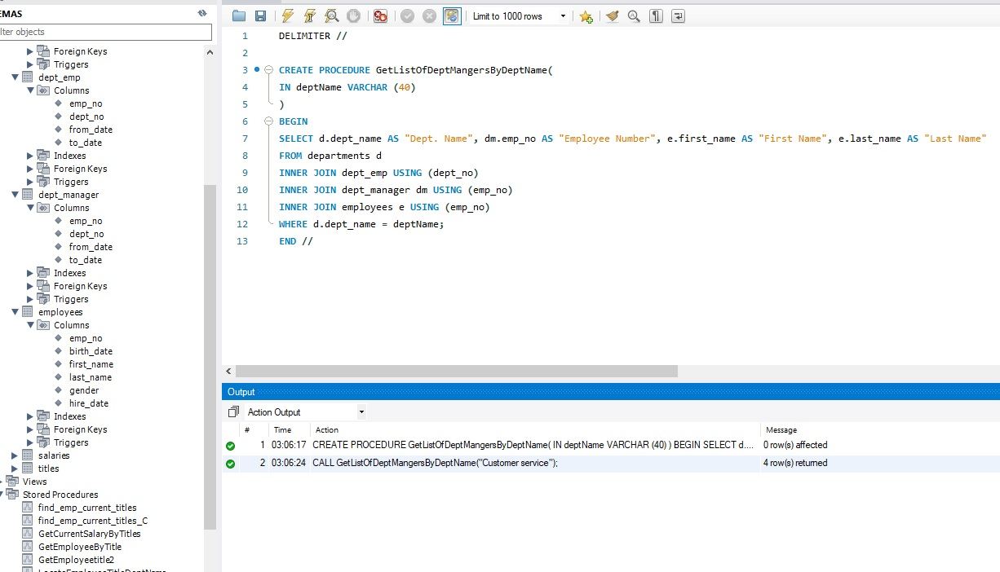 EMAS
lter objects
Foreign Keys
Triggers
dept_emp
Columns
emp_no
dept_no
from_date
to_date
Indexes
Foreign Keys
Triggers
dept_manager
Columns
emp_no
dept_no
from_date
to_date
Indexes
Foreign Keys
Triggers
employees
Columns
emp_no
birth_date
first_name
last_name
gender
hire_date
Indexes
Foreign Keys
Triggers
salaries
titles
Views
Stored Procedures
find_emp_current_titles
find_emp_current_titles_C
GetCurrentSalaryByTitles
GetEmployeeByTitle
GetEmployeetitle2
Limit to 1000 rows
1 DELIMITER //
2
3 CREATE PROCEDURE GetListOfDeptMangersByDeptName(
4 IN deptName VARCHAR (40)
5 )
6 BEGIN
7 SELECT d.dept_name AS "Dept. Name", dm.emp_no AS "Employee Number", e.first_name AS "First Name", e.last_name AS "Last Name"
8 FROM departments d
9 INNER JOIN dept_emp USING (dept_no)
10 INNER JOIN dept_manager dm USING (emp_no)
11 INNER JOIN employees e USING (emp_no)
12 WHERE d.dept_name = deptName;
13 END //
Output
Action Output
# Time Action Message
1 03:06:17 CREATE PROCEDURE GetListOfDeptMangersByDeptName( IN deptName VARCHAR (40) ) BEGIN SELECT d.... 0 row(s) affected
2 03:06:24 CALL GetListOfDeptMangersByDeptName("Customer service"); 4 row(s) returned